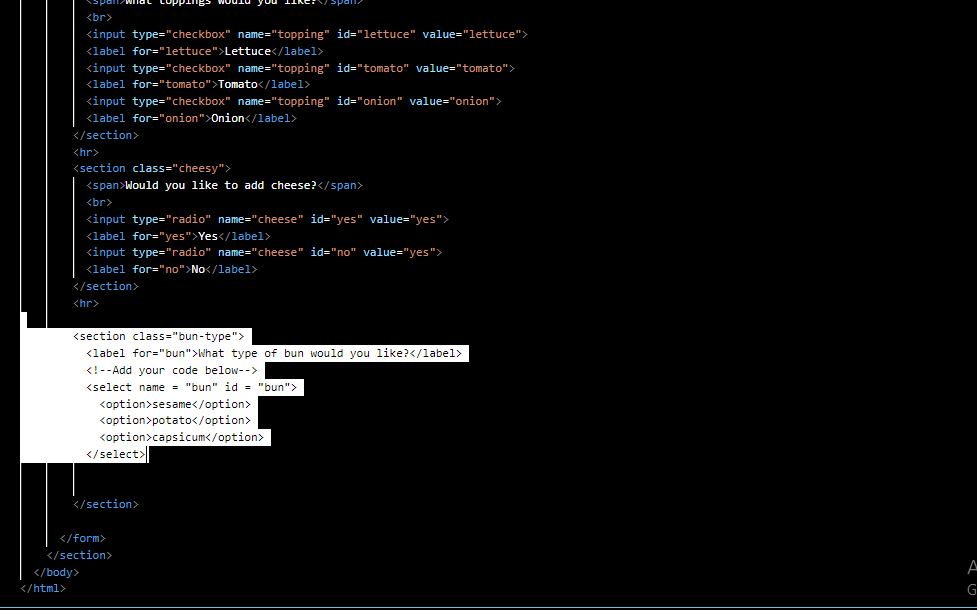 <span>What toppings would you like?</span>
<br>
<input type="checkbox" name="topping" id="lettuce" value="lettuce">
<label for="lettuce">Lettuce</label>
<input type="checkbox" name="topping" id="tomato" value="tomato">
<label for="tomato">Tomato</label>
<input type="checkbox" name="topping" id="onion" value="onion">
<label for="onion">Onion</label>
</section>
<hr>
<section class="cheesy">
<span>Would you like to add cheese?</span>
<br>
<input type="radio" name="cheese" id="yes" value="yes">
<label for="yes">Yes</label>
<input type="radio" name="cheese" id="no" value="yes">
<label for="no">No</label>
</section>
<hr>
<section class="bun-type">
<label for="bun">What type of bun would you like?</label>
<!--Add your code below-->
<select name = "bun" id = "bun">
<option>sesame</option>
<option>potato</option>
<option>capsicum</option>
</select>
</section>
</form>
</section>
</body>
</html>